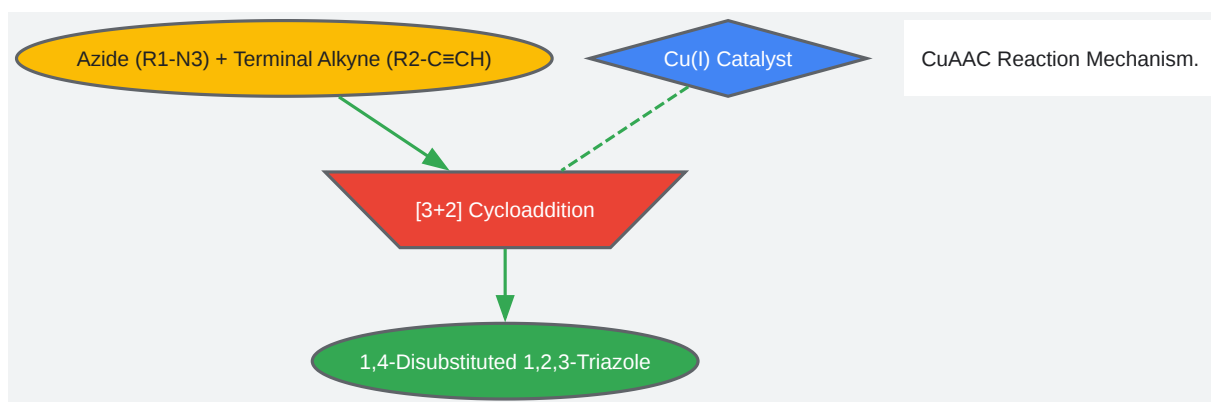 Azide (R1-N3) + Terminal Alkyne (R2-C≡CH)
Cu(I) Catalyst
CuAAC Reaction Mechanism.
[3+2] Cycloaddition
1,4-Disubstituted 1,2,3-Triazole